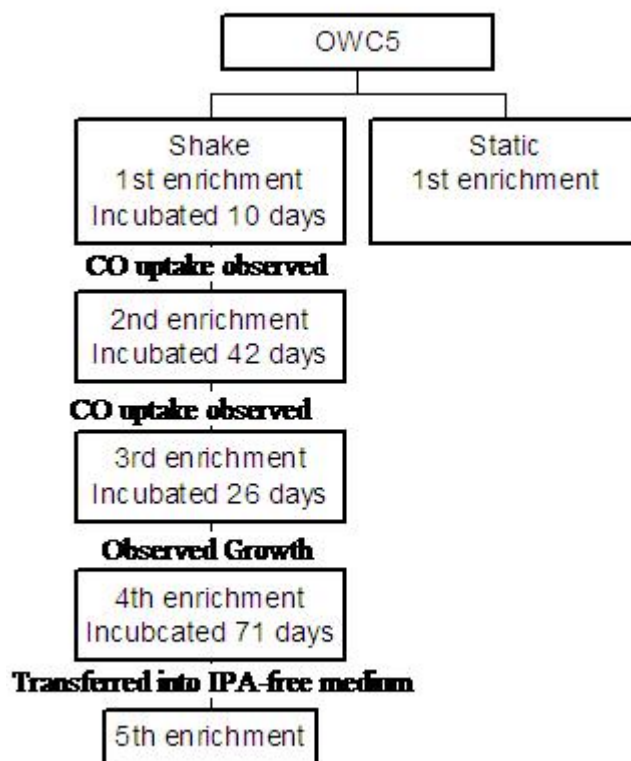 OWC5
Shake
1st enrichment
Incubated 10 days
Static
1st enrichment
CO uptake observed
2nd enrichment
Incubated 42 days
CO uptake observed
3rd enrichment
Incubated 26 days
Observed Growth
4th enrichment
Incubcated 71 days
Transferred into IPA-free medium
5th enrichment